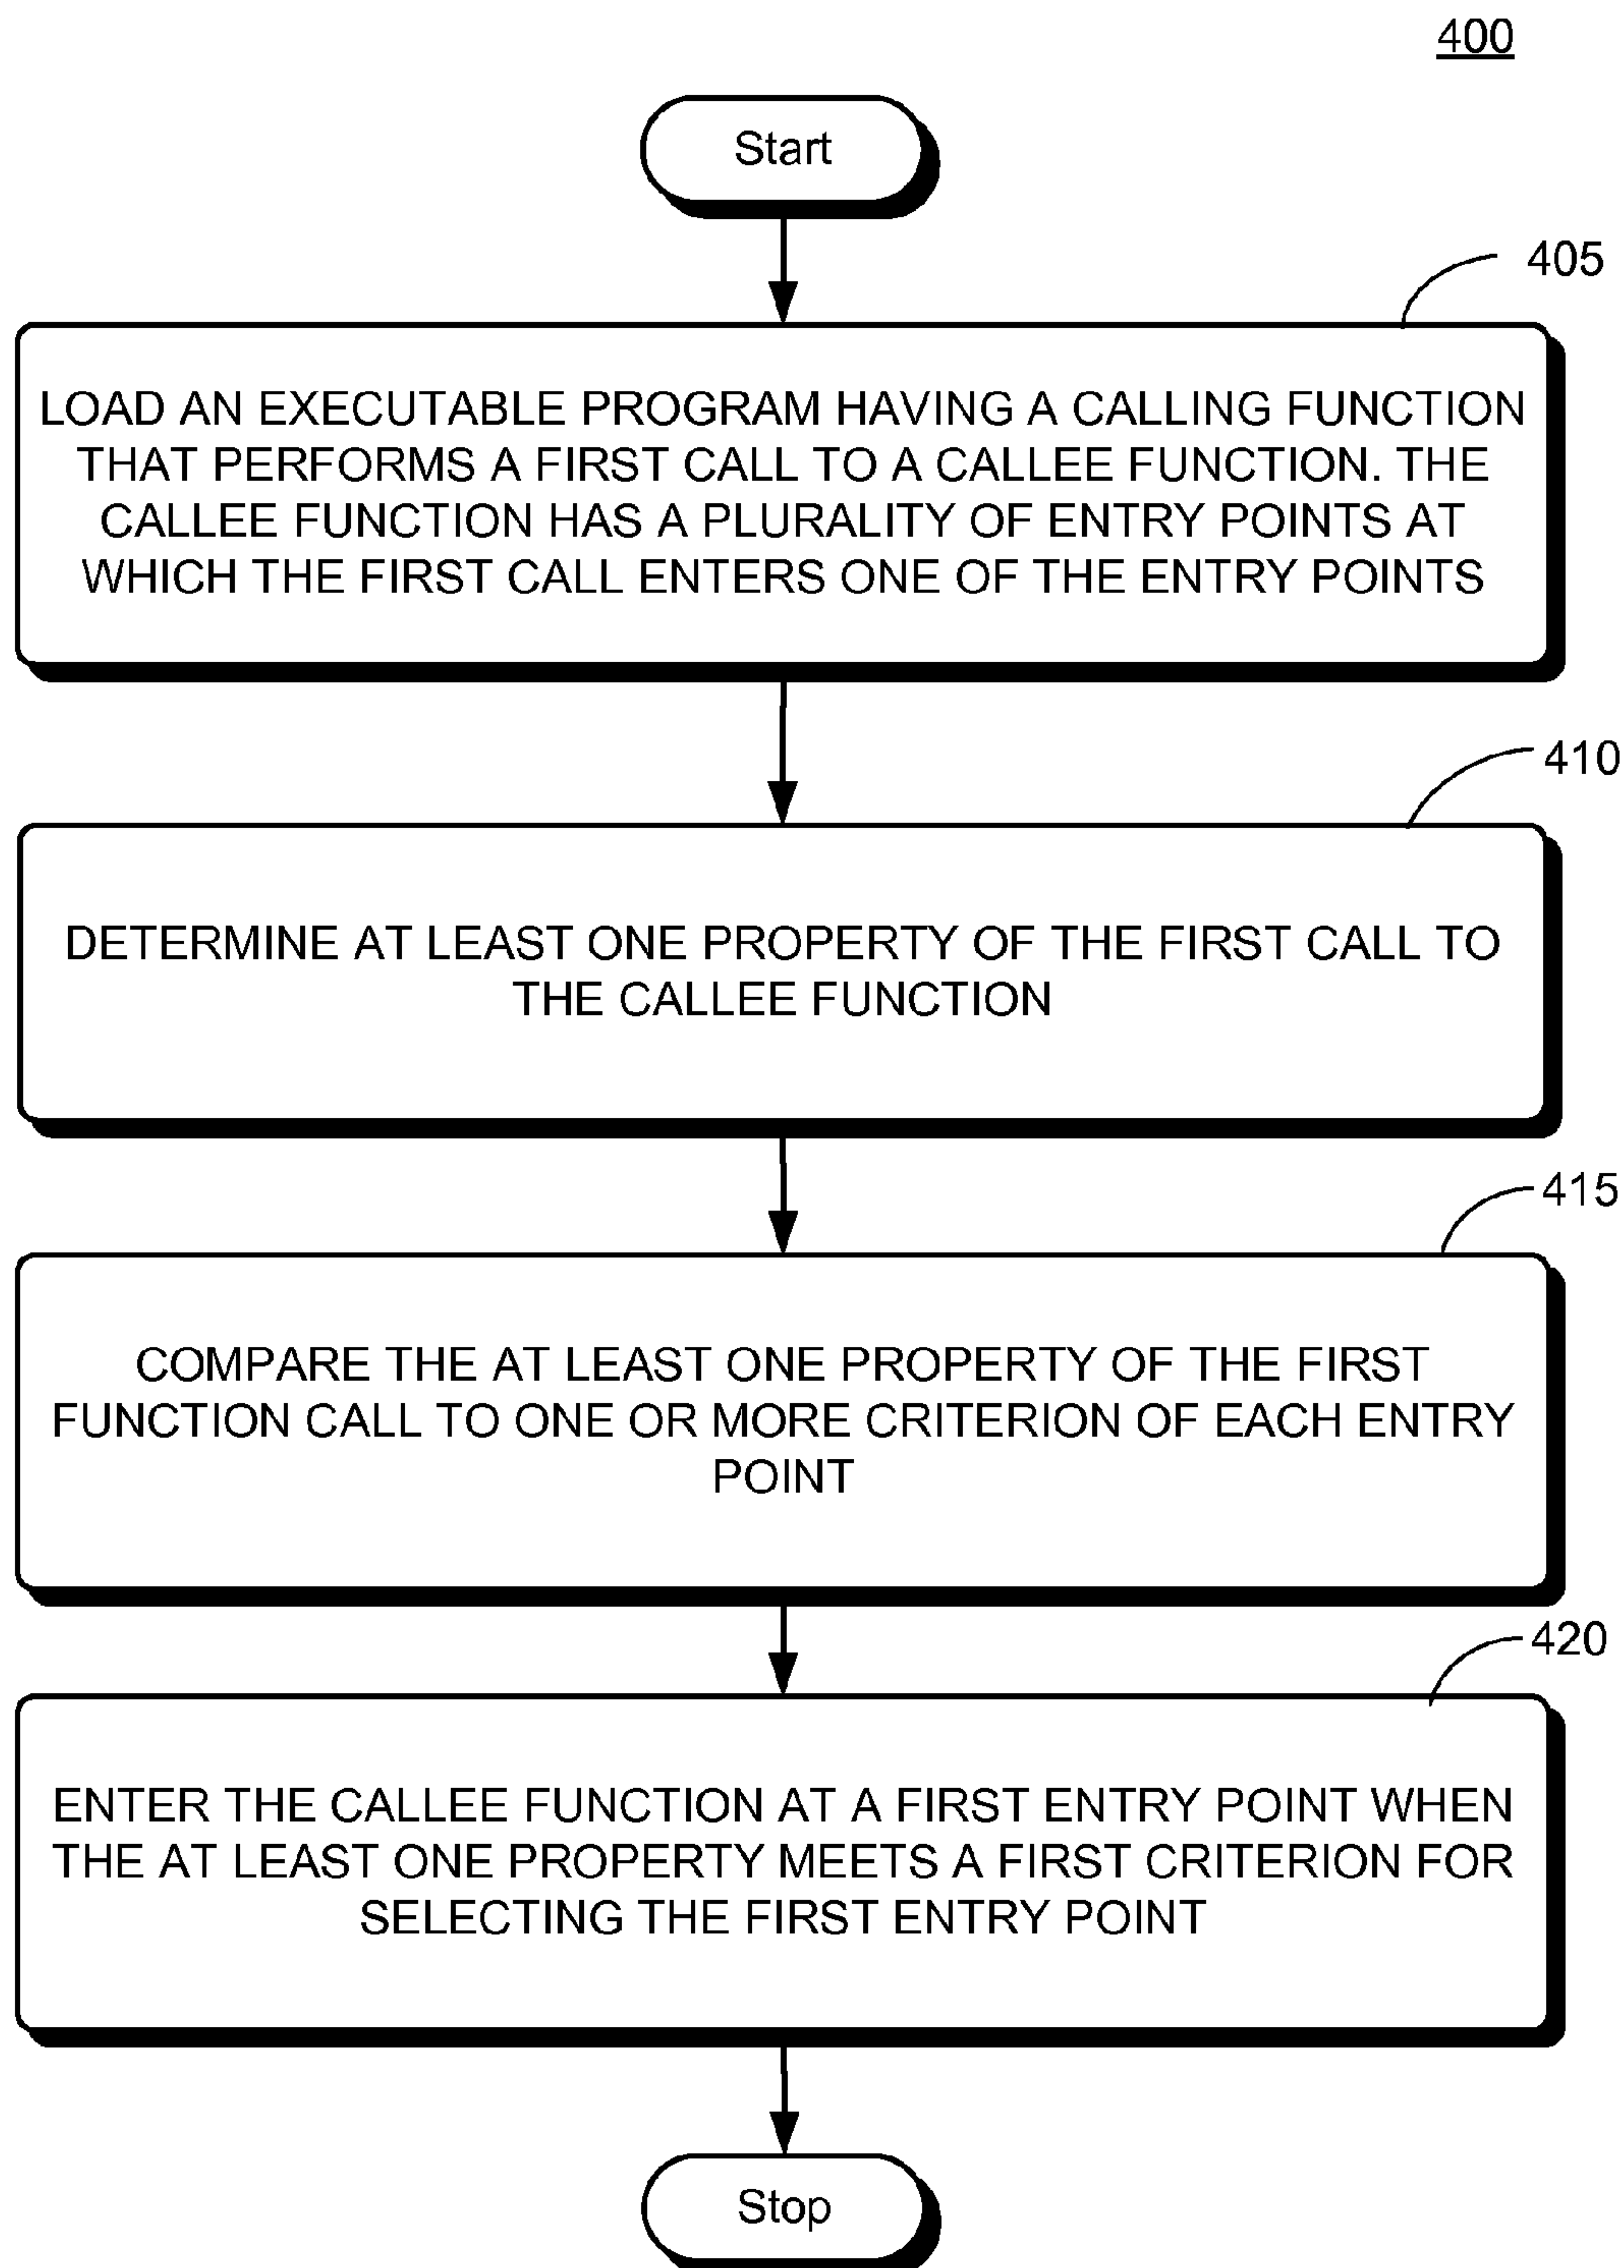 400
Start
405
LOAD AN EXECUTABLE PROGRAM HAVING A CALLING FUNCTION
THAT PERFORMS A FIRST CALL TO A CALLEE FUNCTION. THE
CALLEE FUNCTION HAS A PLURALITY OF ENTRY POINTS AT
WHICH THE FIRST CALL ENTERS ONE OF THE ENTRY POINTS
410
DETERMINE AT LEAST ONE PROPERTY OF THE FIRST CALL TO
THE CALLEE FUNCTION
415
COMPARE THE AT LEAST ONE PROPERTY OF THE FIRST
FUNCTION CALL TO ONE OR MORE CRITERION OF EACH ENTRY
POINT
420
ENTER THE CALLEE FUNCTION AT A FIRST ENTRY POINT WHEN
THE AT LEAST ONE PROPERTY MEETS A FIRST CRITERION FOR
SELECTING THE FIRST ENTRY POINT
Stop